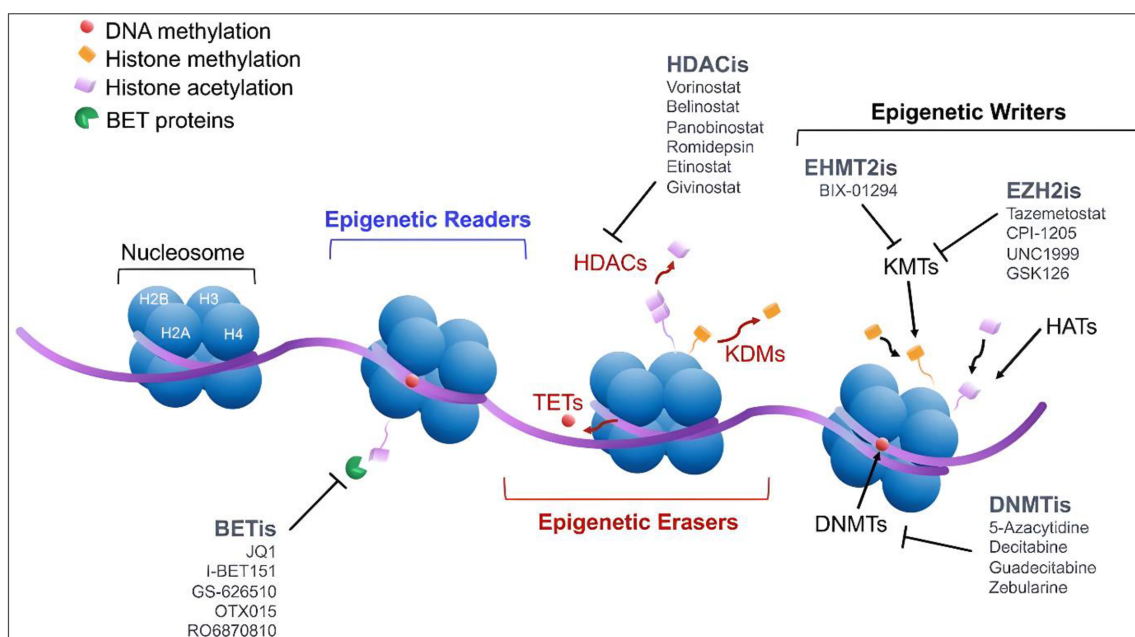 DNA methylation
Histone methylation
Histone acetylation
BET proteins
HDACis
Vorinostat
Belinostat
Panobinostat
Romidepsin
Etinostat
Givinostat
Epigenetic Writers
EHMT2is
BIX-01294
EZH2is
Tazemetostat
CPI-1205
UNC1999
GSK126
Epigenetic Readers
Nucleosome
H2B
H3
H2A
H4
HDACs
KMTs
KDMs
HATs
TETs
Epigenetic Erasers
BETis
JQ1
I-BET151
GS-626510
OTX015
RO6870810
DNMTs
DNMTis
5-Azacytidine
Decitabine
Guadecitabine
Zebularine